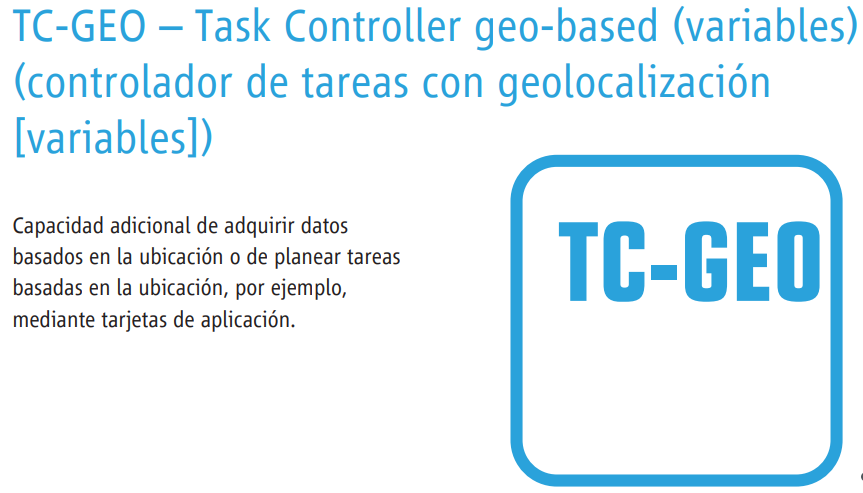 TC-GEO – Task Controller geo-based (variables)
(controlador de tareas con geolocalización
[variables])
Capacidad adicional de adquirir datos
basados en la ubicación o de planear tareas
basadas en la ubicación, por ejemplo,
mediante tarjetas de aplicación.
TC-GEO